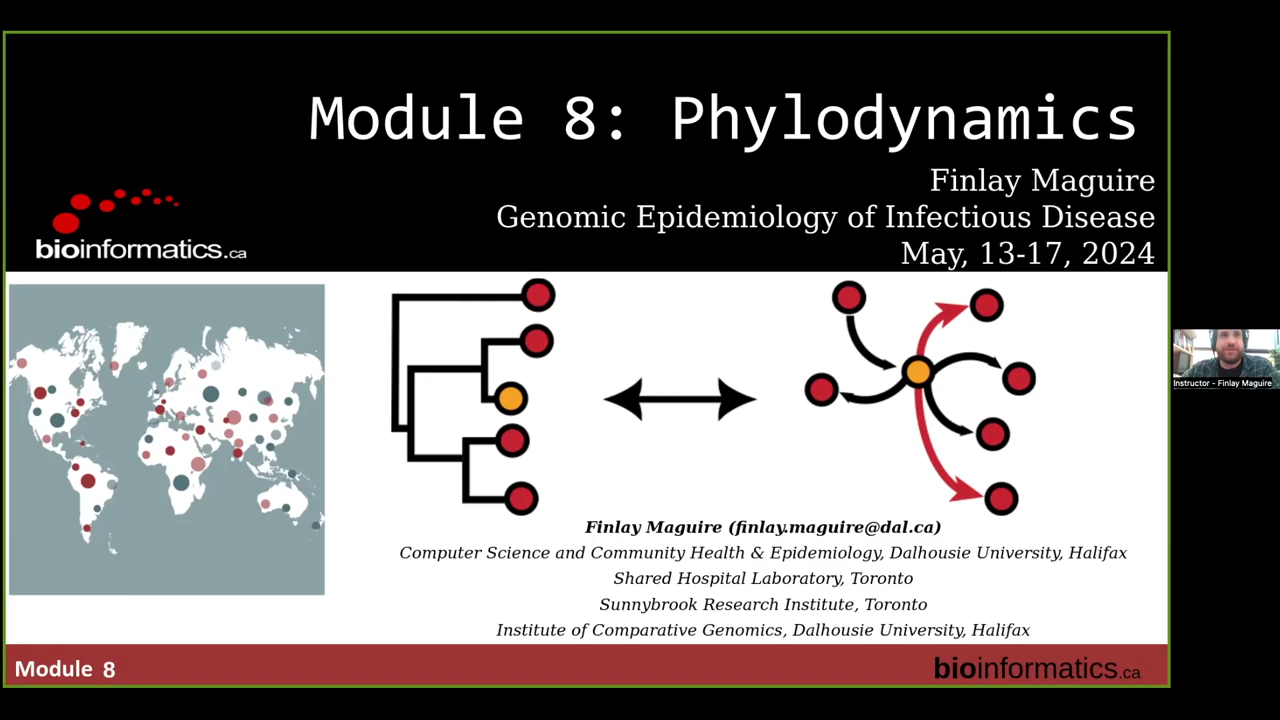 Module 8: Phylodynamics
Finlay Maguire
Genomic Epidemiology of Infectious Disease
May, 13-17, 2024
bioinformatics.ca
Finlay Maguire (finlay.maguire@dal.ca)
Computer Science and Community Health & Epidemiology, Dalhousie University, Halifax
Shared Hospital Laboratory, Toronto
Sunnybrook Research Institute, Toronto
Institute of Comparative Genomics, Dalhousie University, Halifax
Instructor - Finlay Maguire
Module 8
bioinformatics.ca